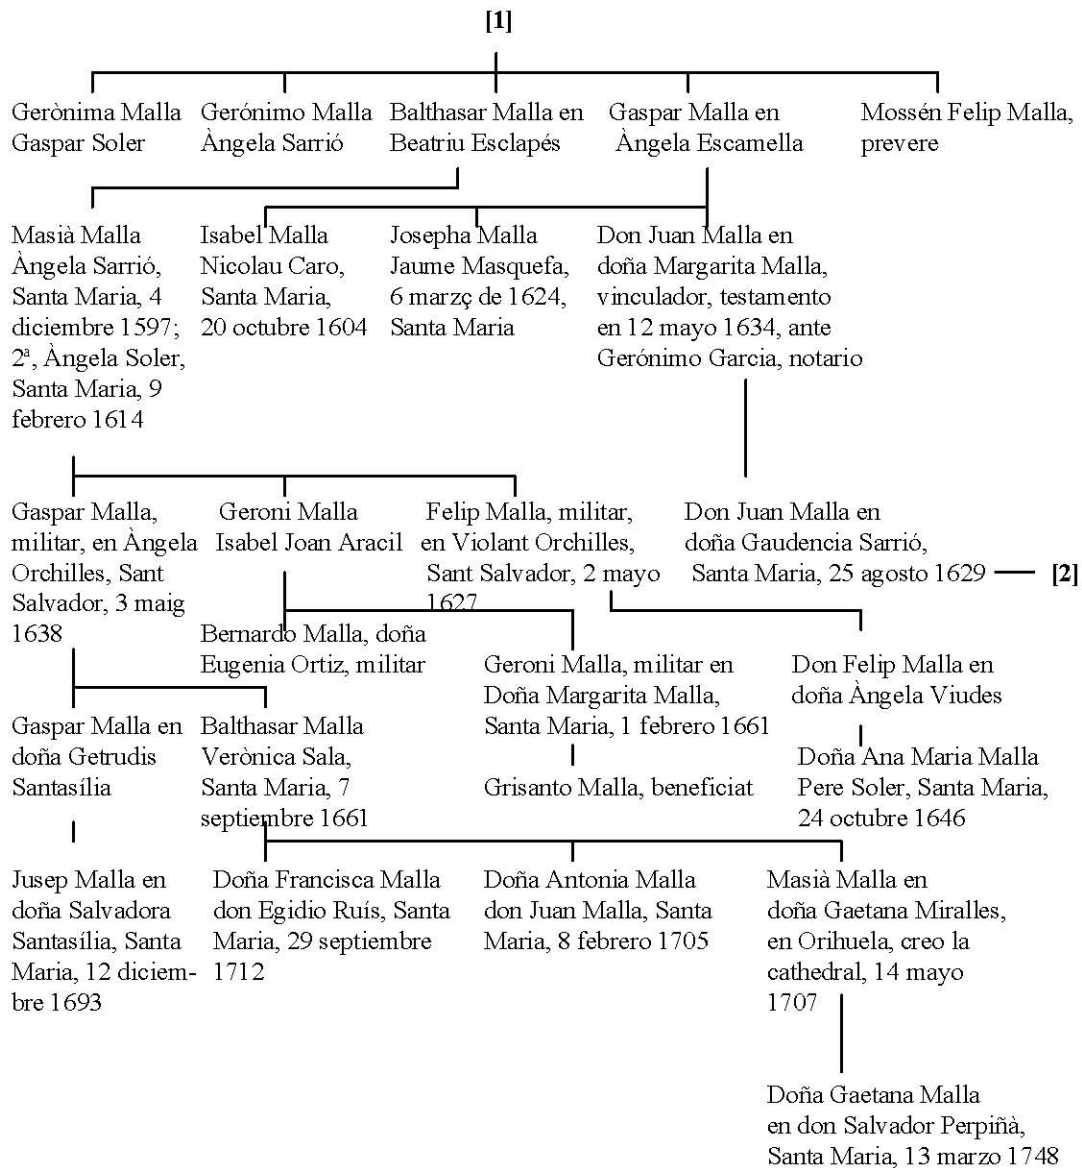 [1]
Gerònima Malla
Gaspar Soler
Gerónimo Malla
Àngela Sarrió
Balthasar Malla en
Beatriu Esclapés
Gaspar Malla en
Àngela Escamella
Mossén Felip Malla,
prevere
Masià Malla
Àngela Sarrió,
Santa Maria, 4
diciembre 1597;
2ª, Àngela Soler,
Santa Maria, 9
febrero 1614
Isabel Malla
Nicolau Caro,
Santa Maria,
20 octubre 1604
Josepha Malla
Jaume Masquefa,
6 marzç de 1624,
Santa Maria
Don Juan Malla en
doña Margarita Malla,
vinculador, testamento
en 12 mayo 1634, ante
Gerónimo Garcia, notario
Gaspar Malla,
militar, en Àngela
Orchilles, Sant
Salvador, 3 maig
1638
Geroni Malla
Isabel Joan Aracil
Felip Malla, militar,
en Violant Orchilles,
Sant Salvador, 2 mayo
1627
Don Juan Malla en
doña Gaudencia Sarrió,
Santa Maria, 25 agosto 1629
[2]
Bernardo Malla, doña
Eugenia Ortiz, militar
Geroni Malla, militar en
Doña Margarita Malla,
Santa Maria, 1 febrero 1661
Don Felip Malla en
doña Àngela Viudes
Gaspar Malla en
doña Getrudis
Santasília
Balthasar Malla
Verònica Sala,
Santa Maria, 7
septiembre 1661
Grisanto Malla, beneficiat
Doña Ana Maria Malla
Pere Soler, Santa Maria,
24 octubre 1646
Jusep Malla en
doña Salvadora
Santasília, Santa
Maria, 12 diciem-
bre 1693
Doña Francisca Malla
don Egidio Ruís, Santa
Maria, 29 septiembre
1712
Doña Antonia Malla
don Juan Malla, Santa
Maria, 8 febrero 1705
Masià Malla en
doña Gaetana Miralles,
en Orihuela, creo la
cathedral, 14 mayo
1707
Doña Gaetana Malla
en don Salvador Perpiñà,
Santa Maria, 13 marzo 1748